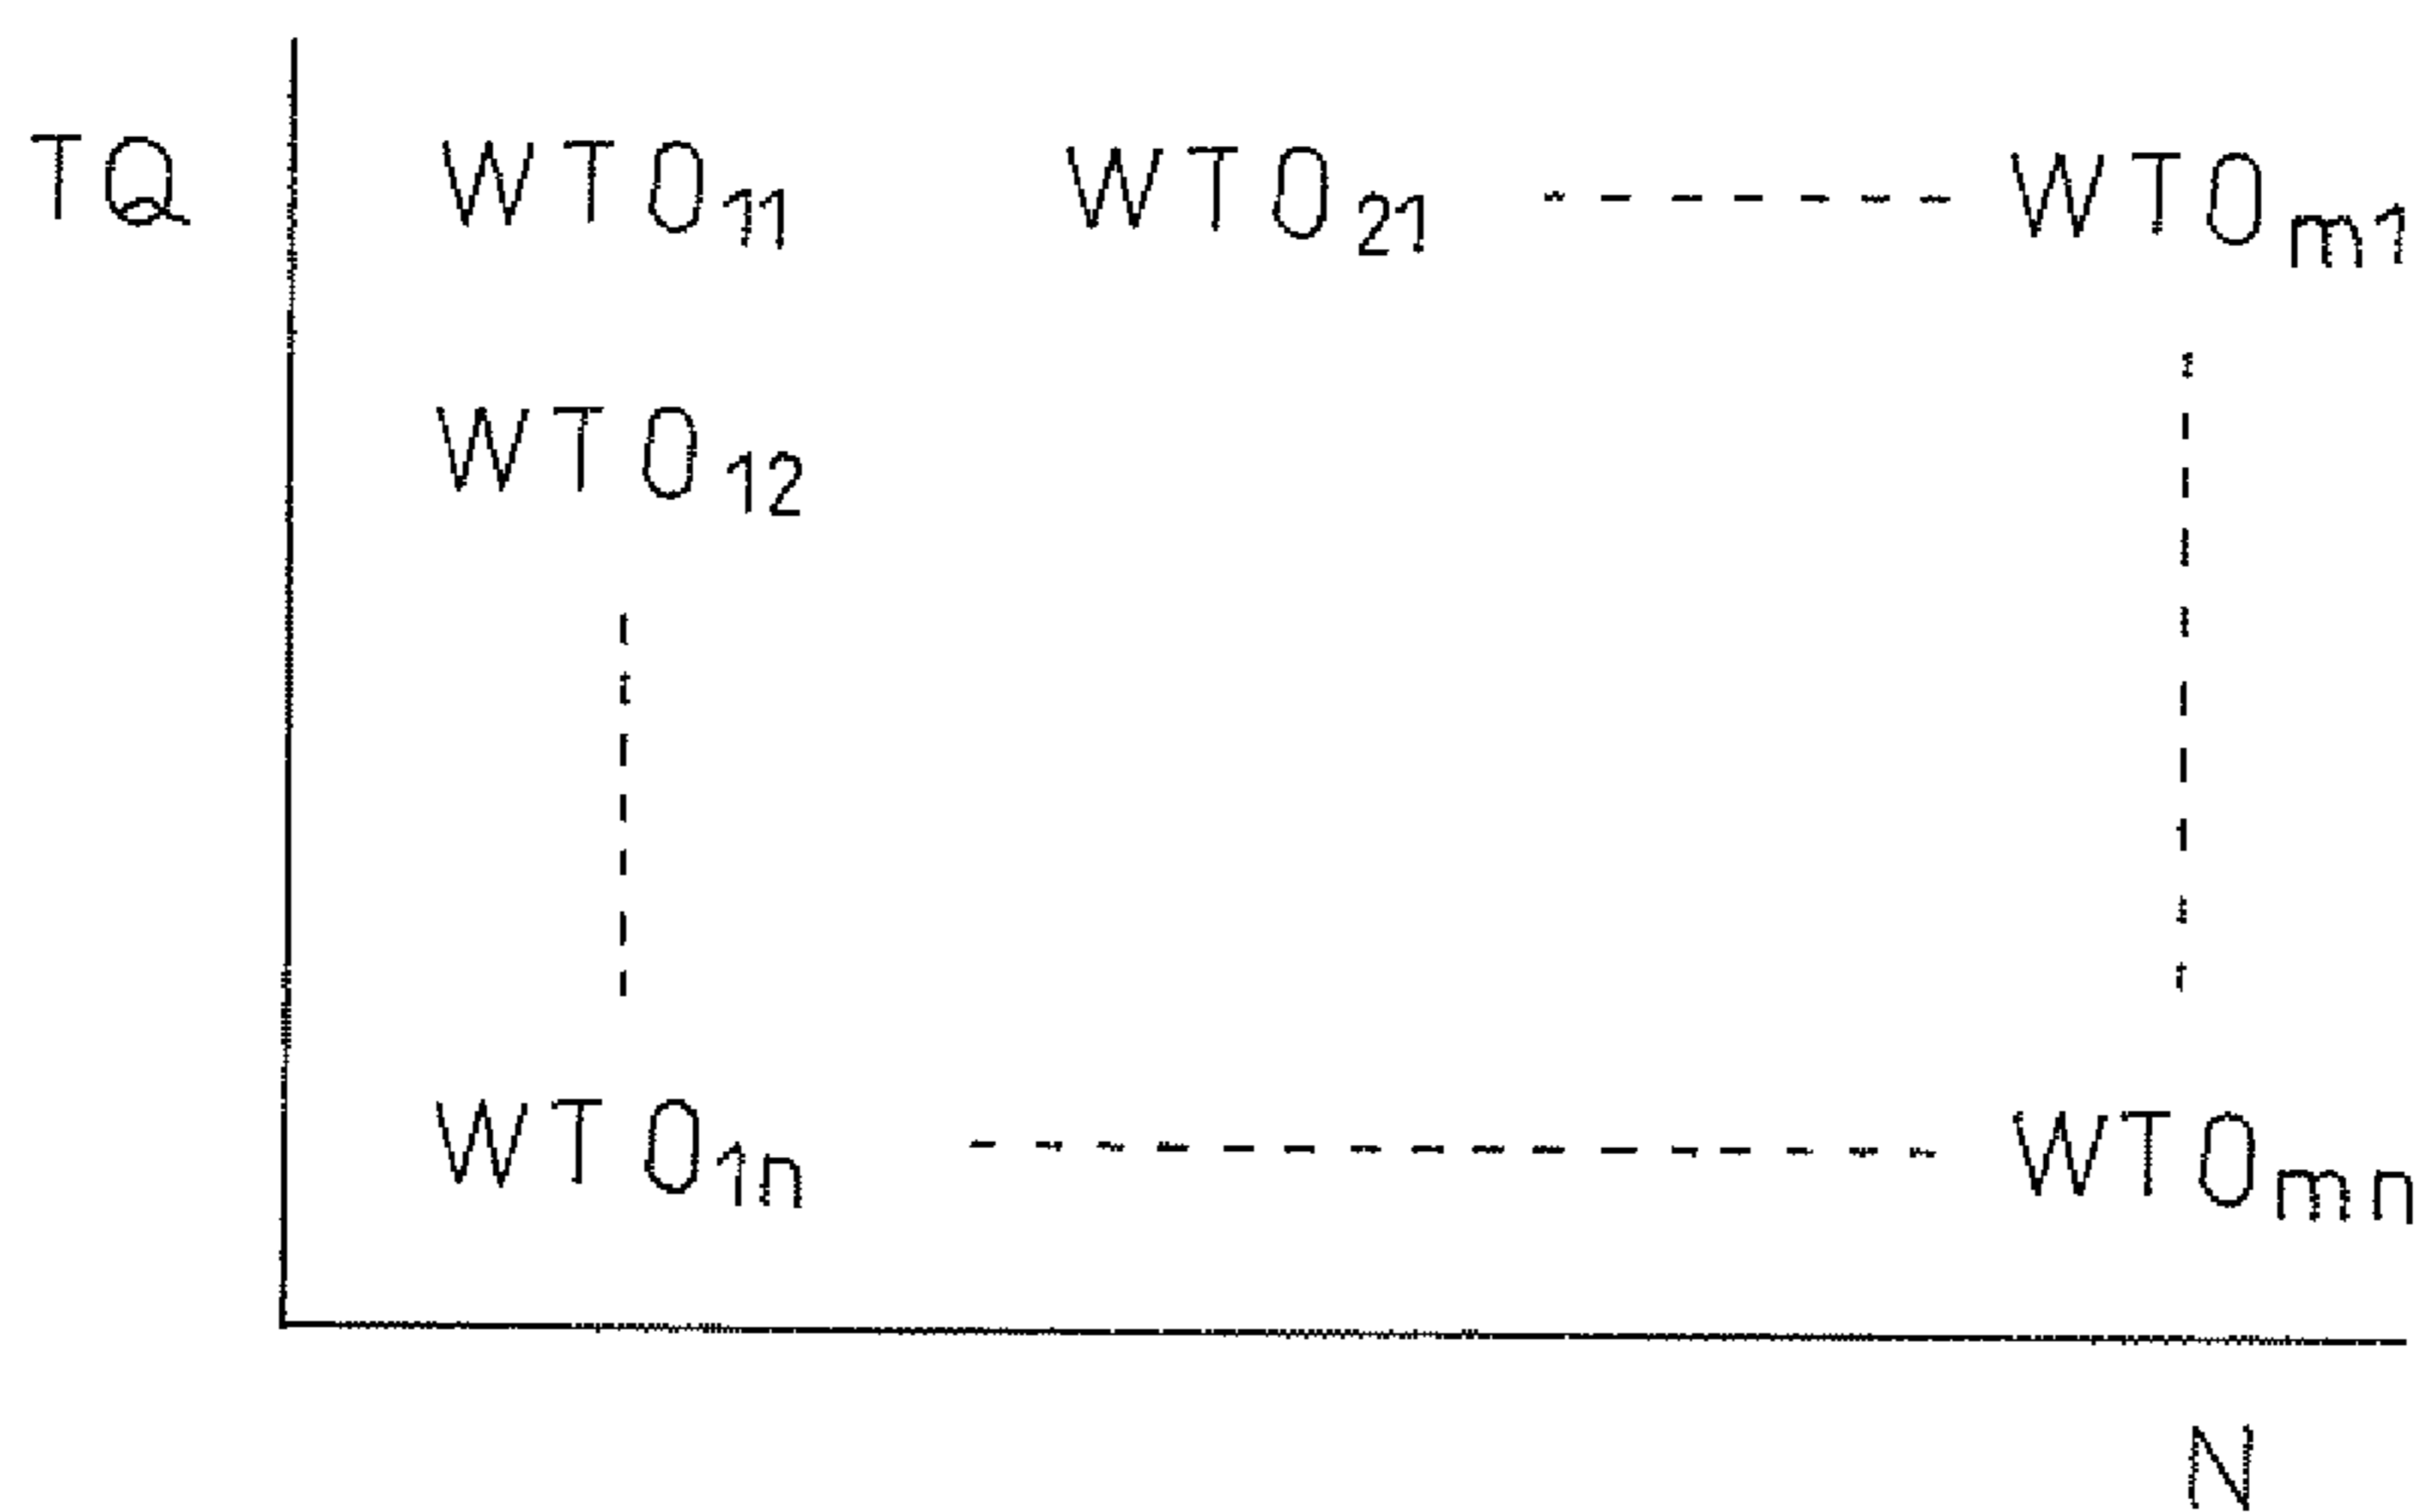 TQ WTO₁₁ WTO₂₁ ------- WTOₘ₁
WTO₁₂
WTO₁ₙ ---------------- WTOₘₙ
N